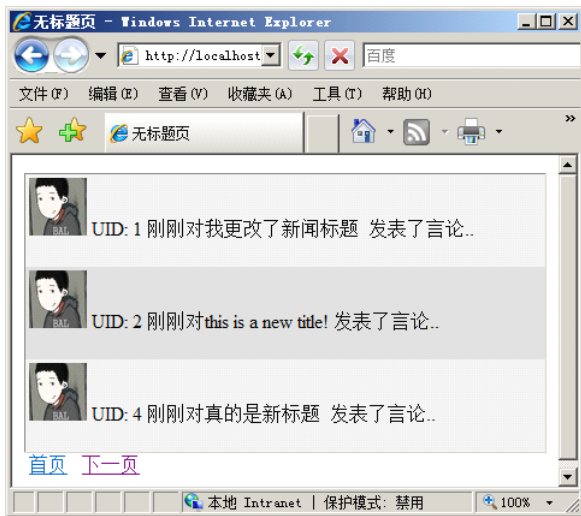 无标题页 - Windows Internet Explorer
http://localhost 百度
文件(F) 编辑(E) 查看(V) 收藏夹(A) 工具(T) 帮助(H)
无标题页 »
BAL
UID: 1 刚刚对我更改了新闻标题 发表了言论..
BAL
UID: 2 刚刚对this is a new title! 发表了言论..
BAL
UID: 4 刚刚对真的是新标题 发表了言论..
首页 下一页
本地 Intranet | 保护模式: 禁用 100%